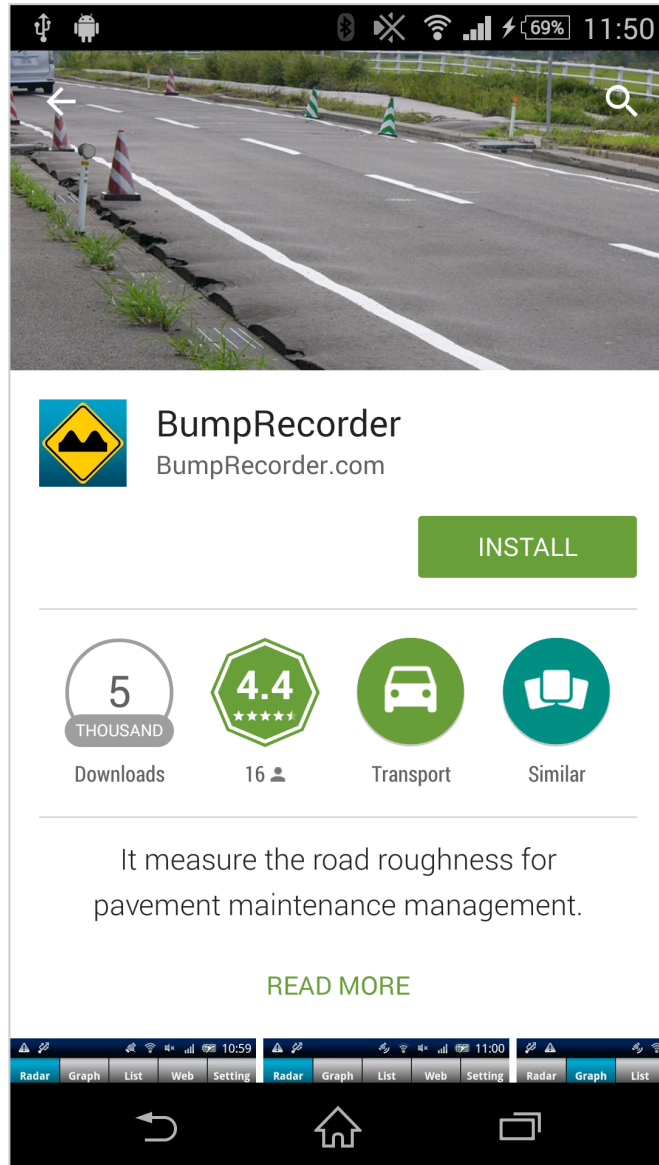 69% 11:50
BumpRecorder
BumpRecorder.com
INSTALL
5
THOUSAND
4.4
Downloads
16
Transport
Similar
It measure the road roughness for
pavement maintenance management.
READ MORE
10:59
11:00
Radar Graph List Web Setting
Radar Graph List Web Setting
Radar Graph List